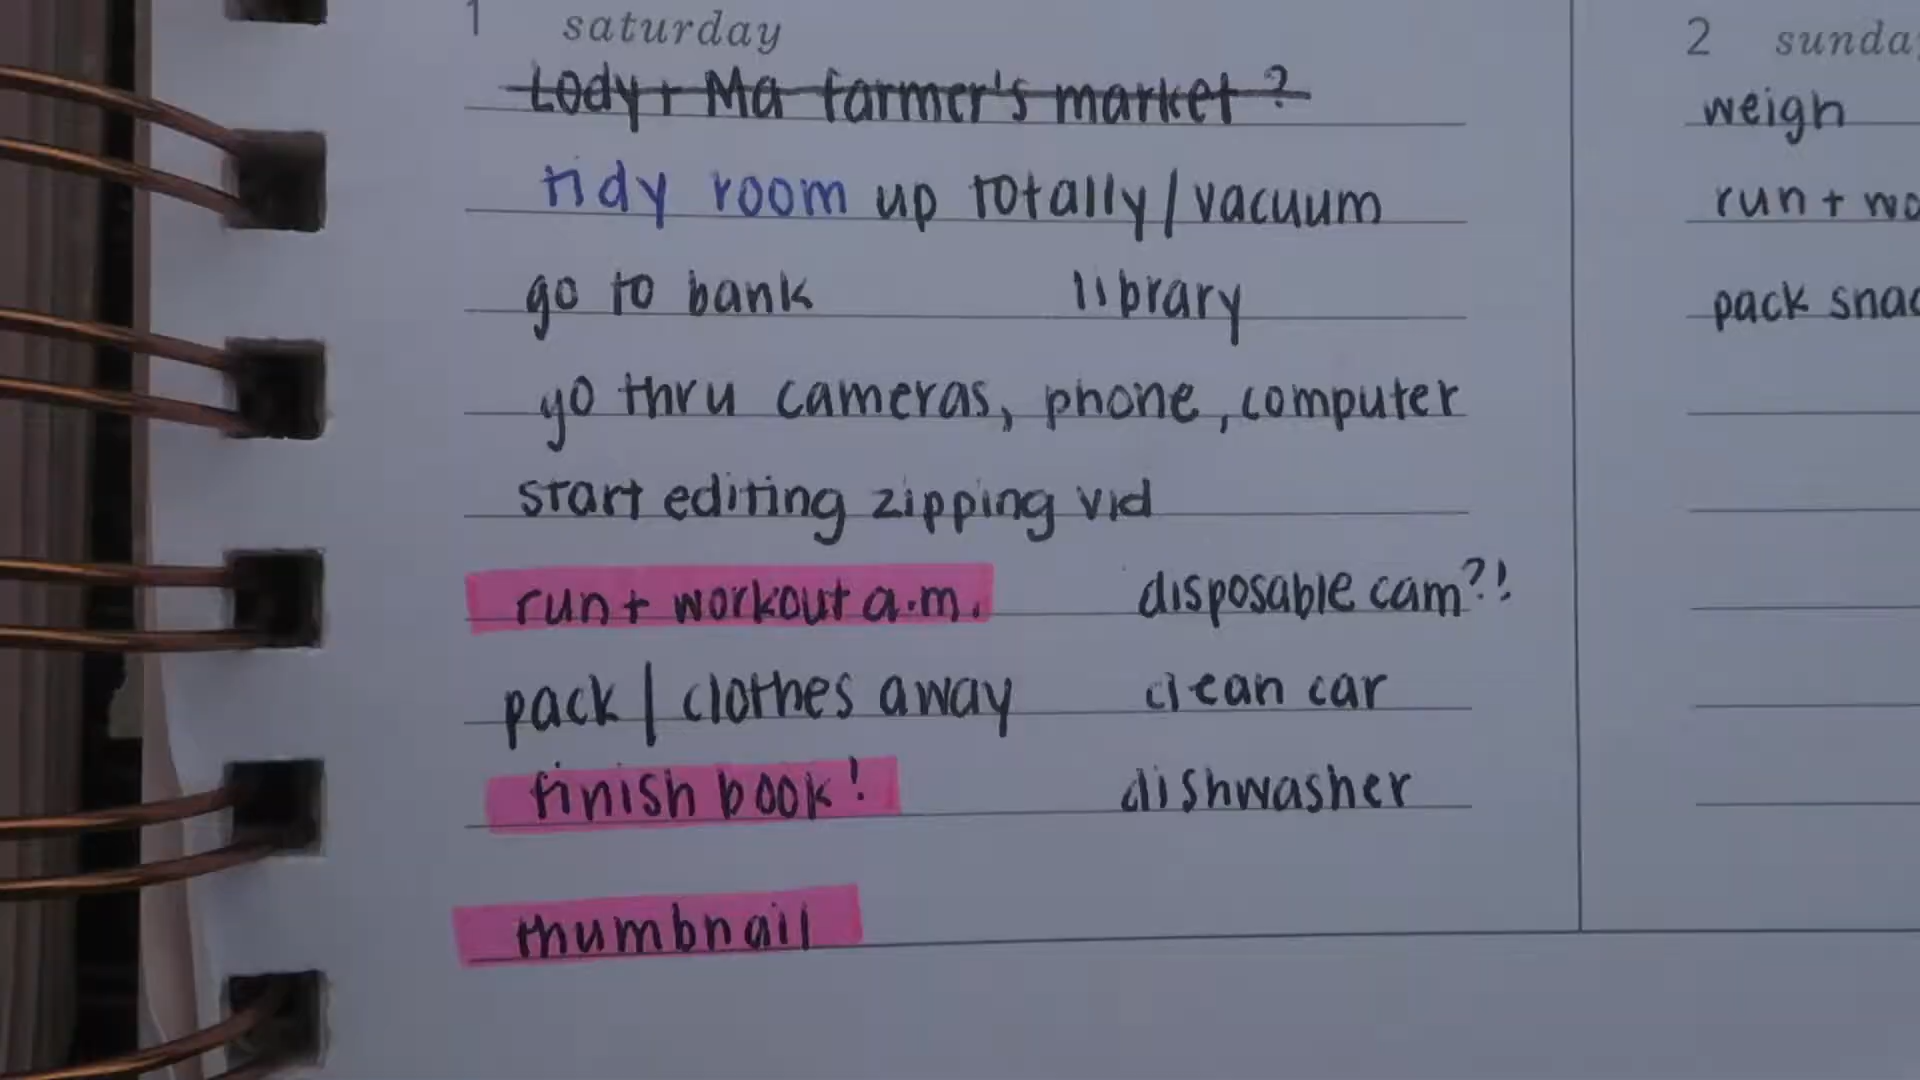 1 saturday
Lody + Ma farmer's market ?
tidy room up totally / vacuum
go to bank library
go thru cameras, phone, computer
start editing zipping vid
run + workout a.m. disposable cam?!
pack / clothes away clean car
finish book! dishwasher
thumbnail
2 sunda
weigh
run + wo
pack snac